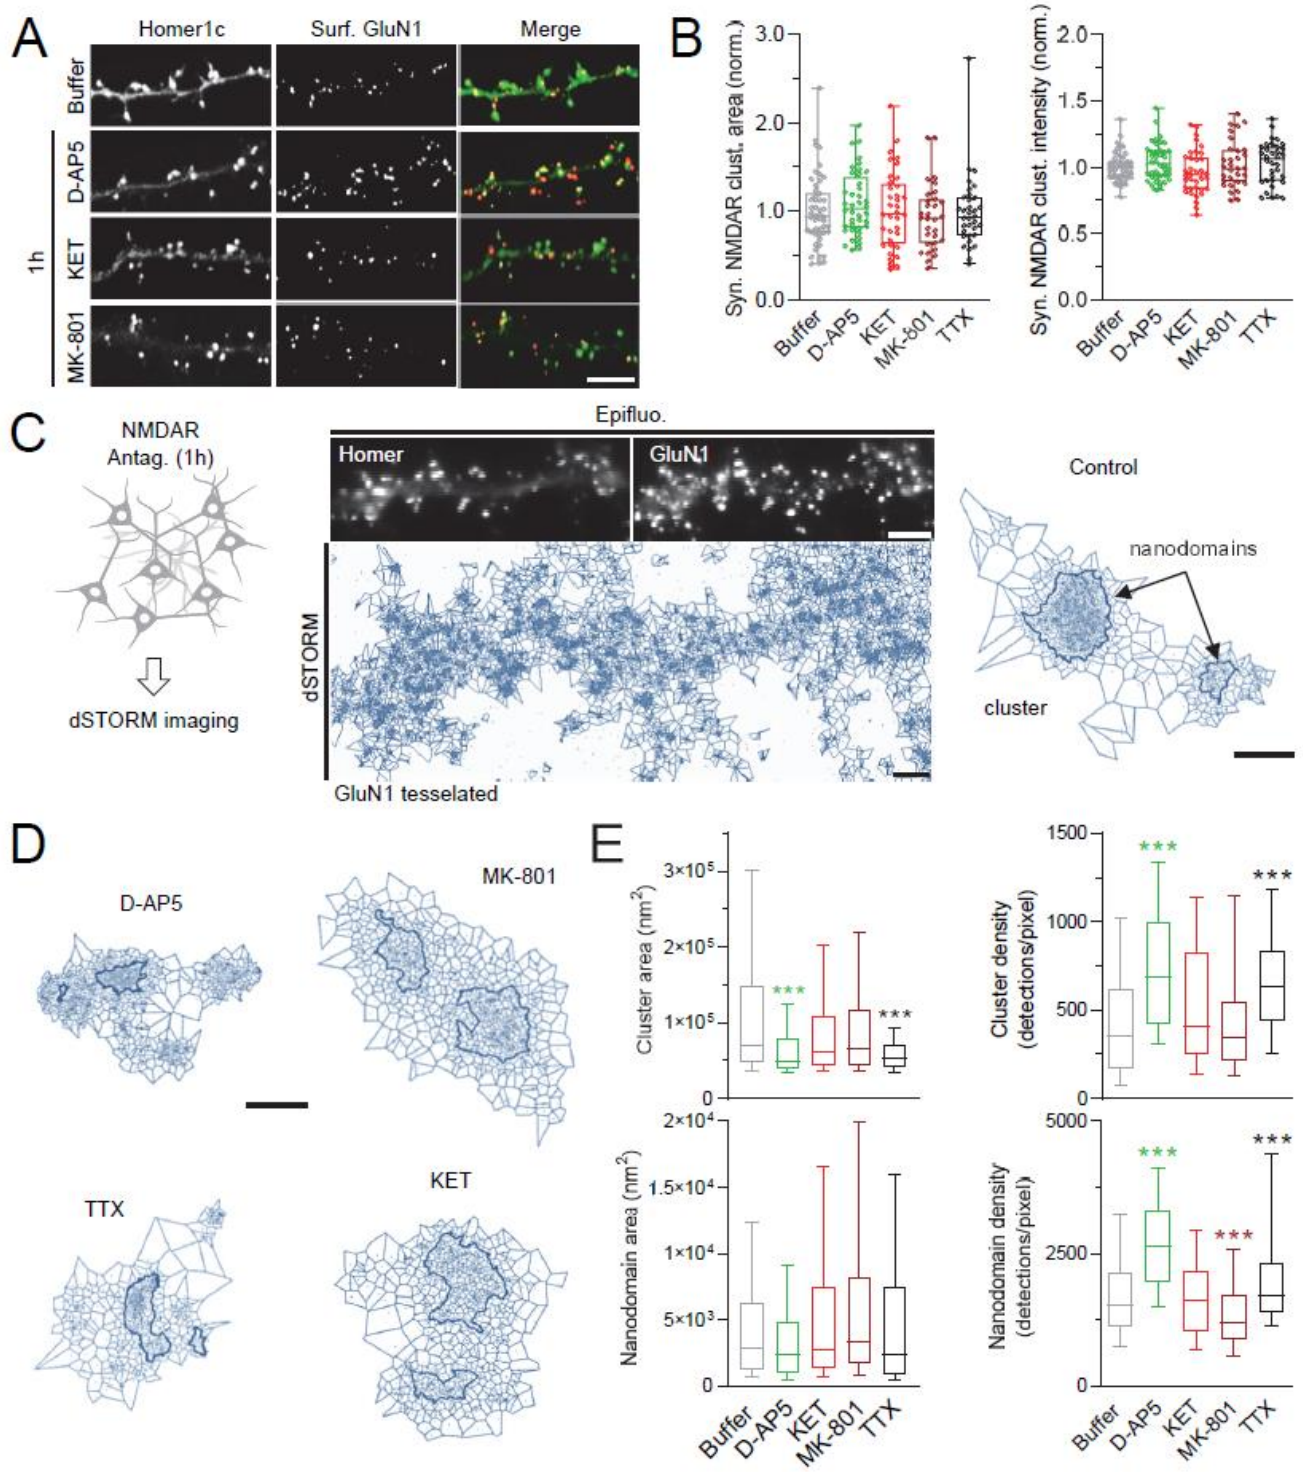 A
Homer1c
Surf. GluN1
Merge
Buffer
D-AP5
KET
MK-801
1h
B
Syn. NMDAR clust. area (norm.)
3.0
2.0
1.0
0.0
Buffer
D-AP5
KET
MK-801
TTX
Syn. NMDAR clust. intensity (norm.)
2.0
1.5
1.0
0.5
0.0
Buffer
D-AP5
KET
MK-801
TTX
C
NMDAR
Antag. (1h)
dSTORM imaging
Epifluo.
Homer
GluN1
dSTORM
GluN1 tesselated
Control
nanodomains
cluster
D
D-AP5
MK-801
TTX
KET
E
Cluster area (nm²)
3×10⁵
2×10⁵
1×10⁵
0
***
***
Cluster density
(detections/pixel)
1500
1000
500
0
***
***
Nanodomain area (nm²)
2×10⁴
1.5×10⁴
1×10⁴
5×10³
0
Buffer
D-AP5
KET
MK-801
TTX
Nanodomain density
(detections/pixel)
5000
2500
0
***
***
***
Buffer
D-AP5
KET
MK-801
TTX